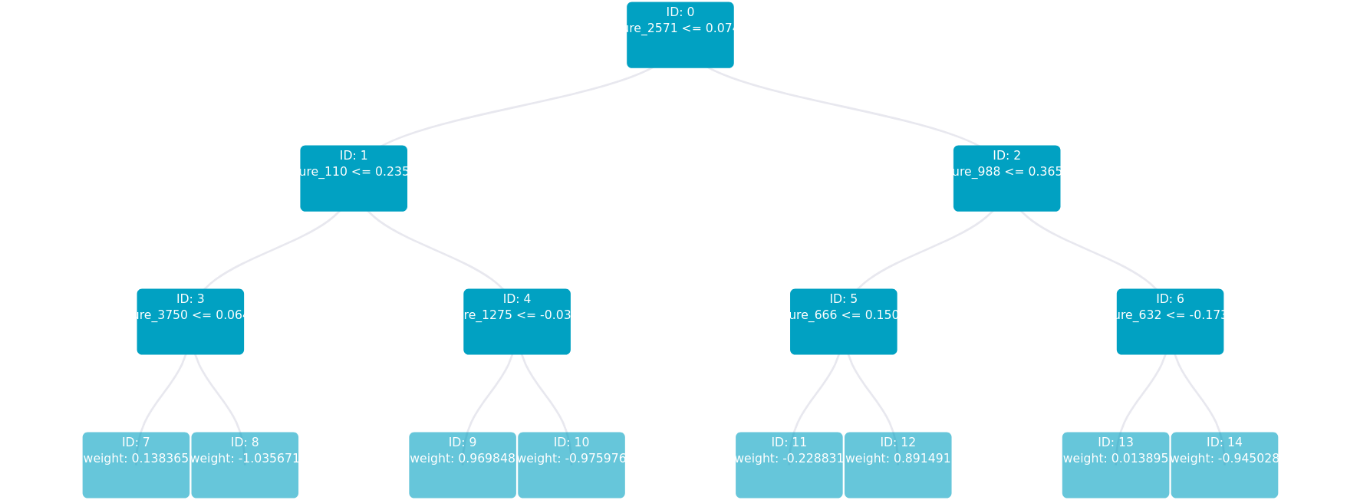 ID: 0
ure_2571 <= 0.074
ID: 1
ure_110 <= 0.235
ID: 2
ure_988 <= 0.365
ID: 3
ure_3750 <= 0.064
ID: 4
re_1275 <= -0.03
ID: 5
ure_666 <= 0.150
ID: 6
ure_632 <= -0.173
ID: 7
weight: 0.138365
ID: 8
weight: -1.035671
ID: 9
weight: 0.969848
ID: 10
weight: -0.975976
ID: 11
weight: -0.228831
ID: 12
weight: 0.891491
ID: 13
weight: 0.013895
ID: 14
weight: -0.945028